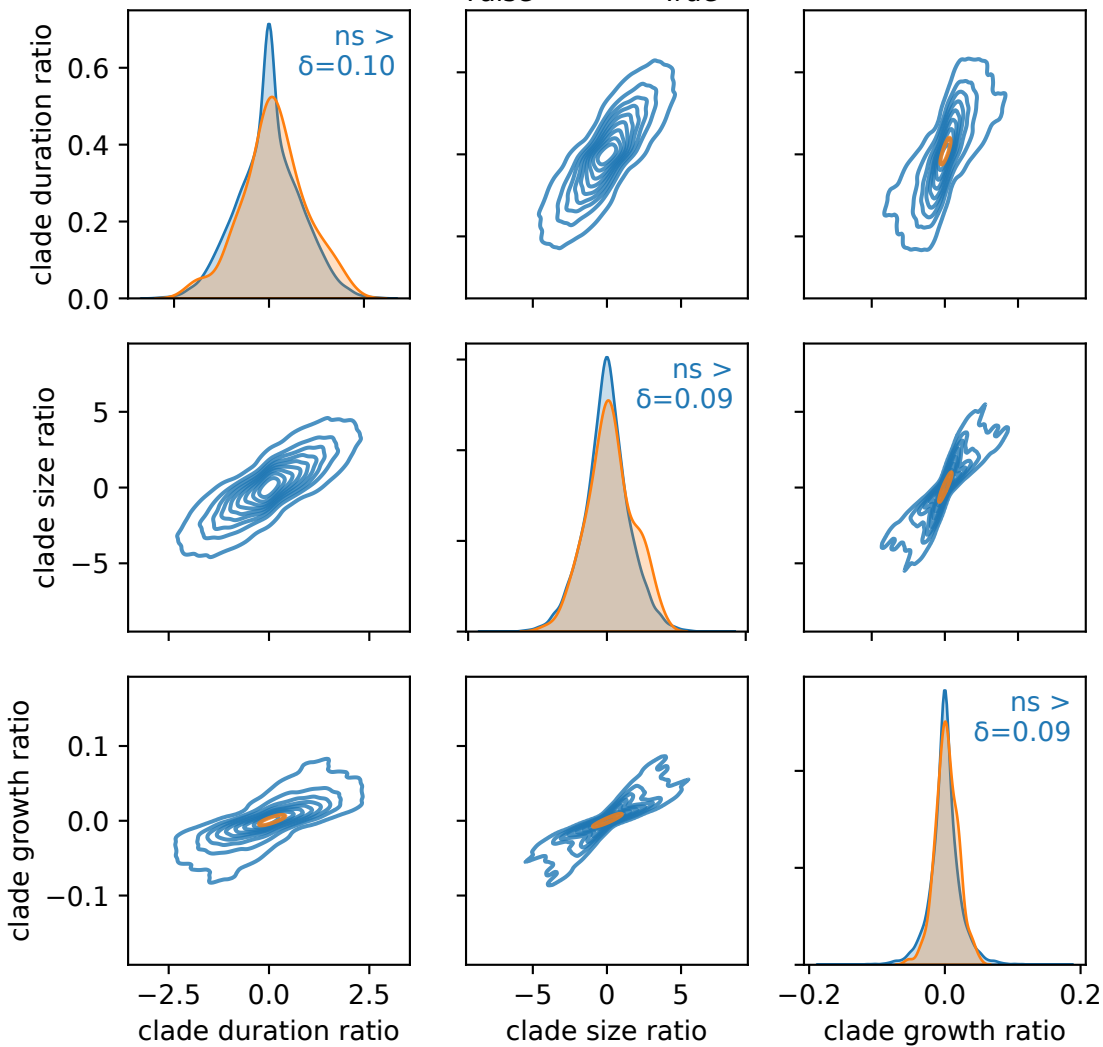 clade duration ratio
0.6
0.4
0.2
0.0
ns >
δ=0.10
clade size ratio
5
0
−5
ns >
δ=0.09
clade growth ratio
0.1
0.0
−0.1
ns >
δ=0.09
−2.5 0.0 2.5
−5 0 5
−0.2 0.0 0.2
clade duration ratio
clade size ratio
clade growth ratio